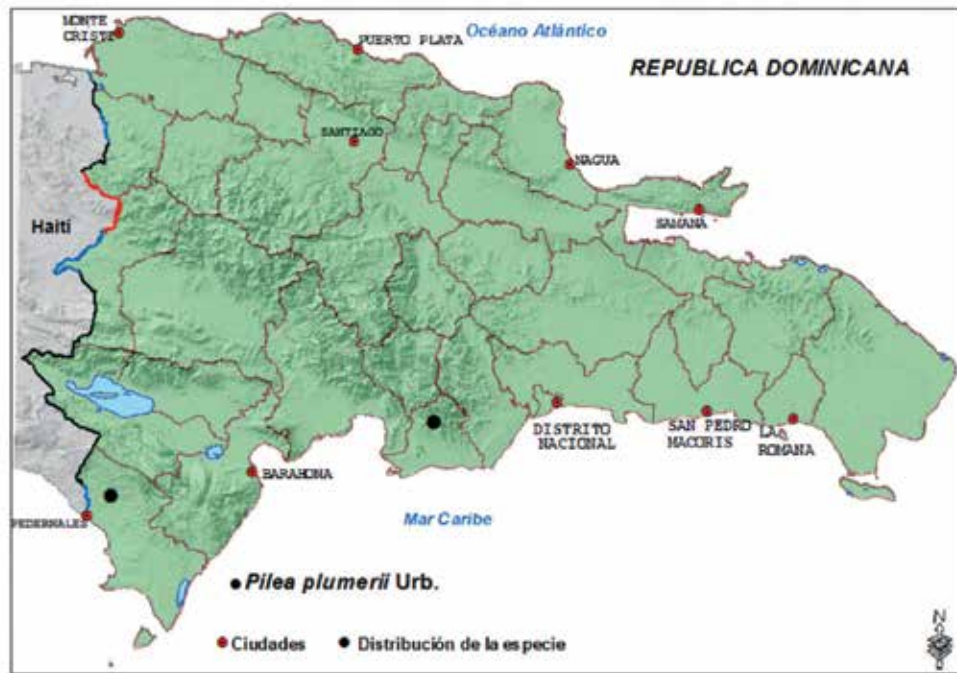 MONTE
CRISTI
PUERTO PLATA
Océano Atlántico
REPUBLICA DOMINICANA
SANTIAGO
NAGUA
SAMANA
Haití
DISTRITO
NACIONAL
SAN PEDRO
MACORIS
LA
ROMANA
BARAHONA
PEDERNALES
Mar Caribe
Pilea plumerii Urb.
Ciudades
Distribución de la especie
N